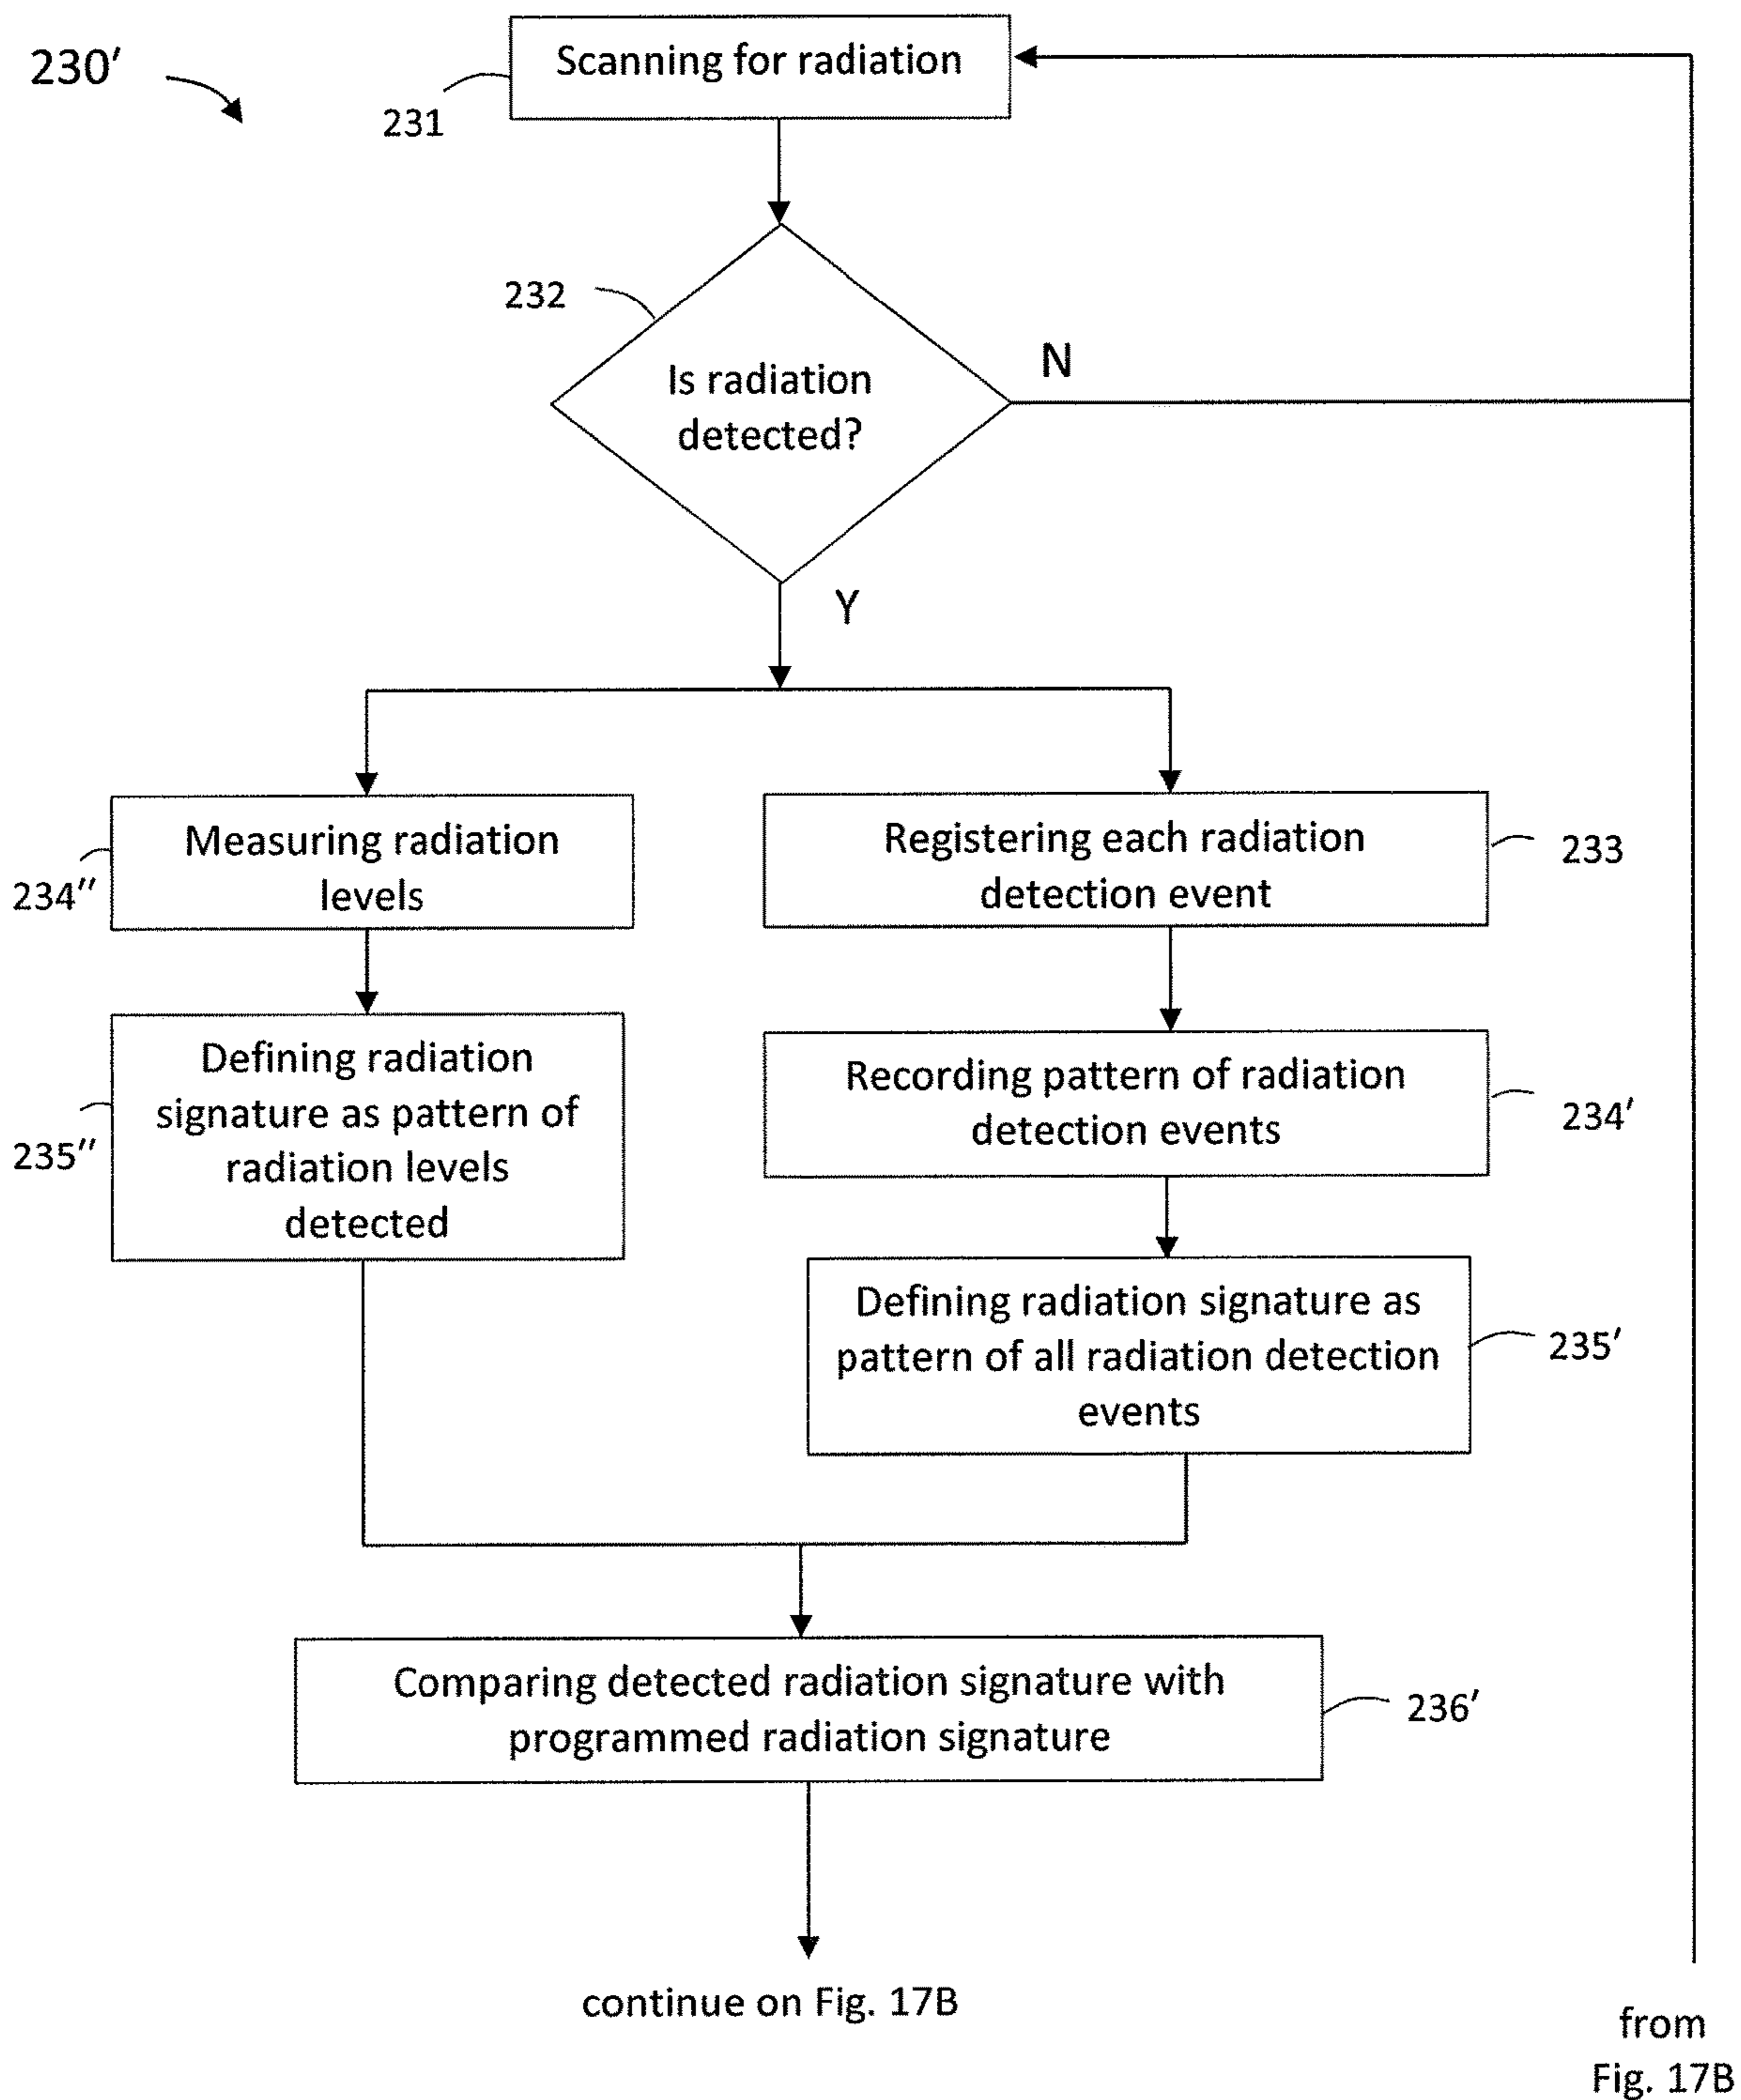 230′
Scanning for radiation
231
232
Is radiation
detected?
N
Y
Measuring radiation
levels
234′′
Registering each radiation
detection event
233
Defining radiation
signature as pattern of
radiation levels
detected
235′′
Recording pattern of radiation
detection events
234′
Defining radiation signature as
pattern of all radiation detection
events
235′
Comparing detected radiation signature with
programmed radiation signature
236′
continue on Fig. 17B
from
Fig. 17B